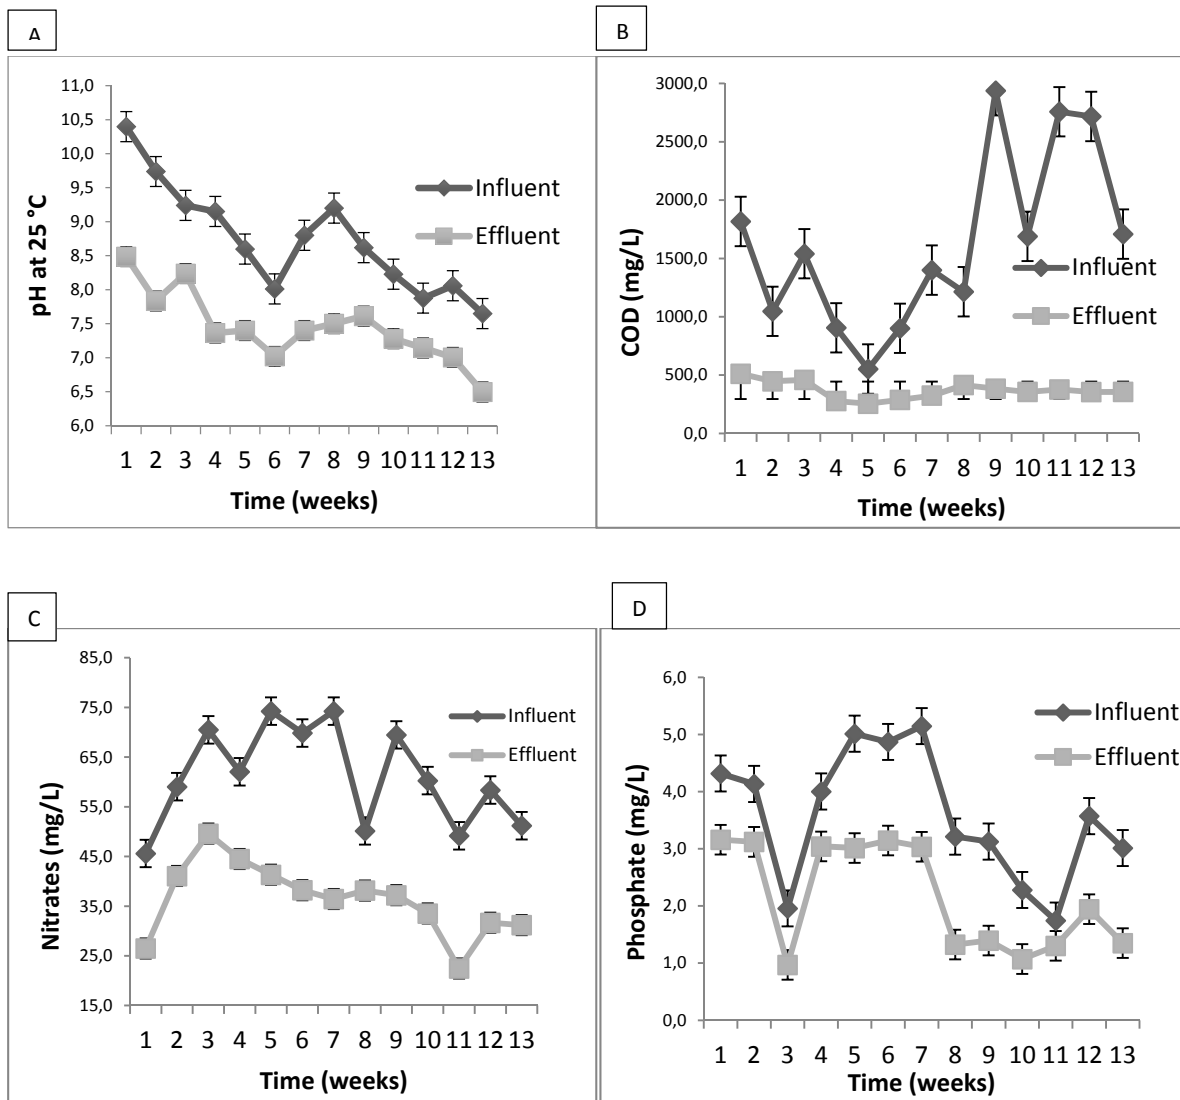 A
11,0
10,5
10,0
9,5
9,0
8,5
8,0
7,5
7,0
6,5
6,0
pH at 25 °C
Influent
Effluent
1 2 3 4 5 6 7 8 9 10 11 12 13
Time (weeks)
B
3000,0
2500,0
2000,0
1500,0
1000,0
500,0
0,0
COD (mg/L)
Influent
Effluent
1 2 3 4 5 6 7 8 9 10 11 12 13
Time (weeks)
C
85,0
75,0
65,0
55,0
45,0
35,0
25,0
15,0
Nitrates (mg/L)
Influent
Effluent
1 2 3 4 5 6 7 8 9 10 11 12 13
Time (weeks)
D
6,0
5,0
4,0
3,0
2,0
1,0
0,0
Phosphate (mg/L)
Influent
Effluent
1 2 3 4 5 6 7 8 9 10 11 12 13
Time (weeks)